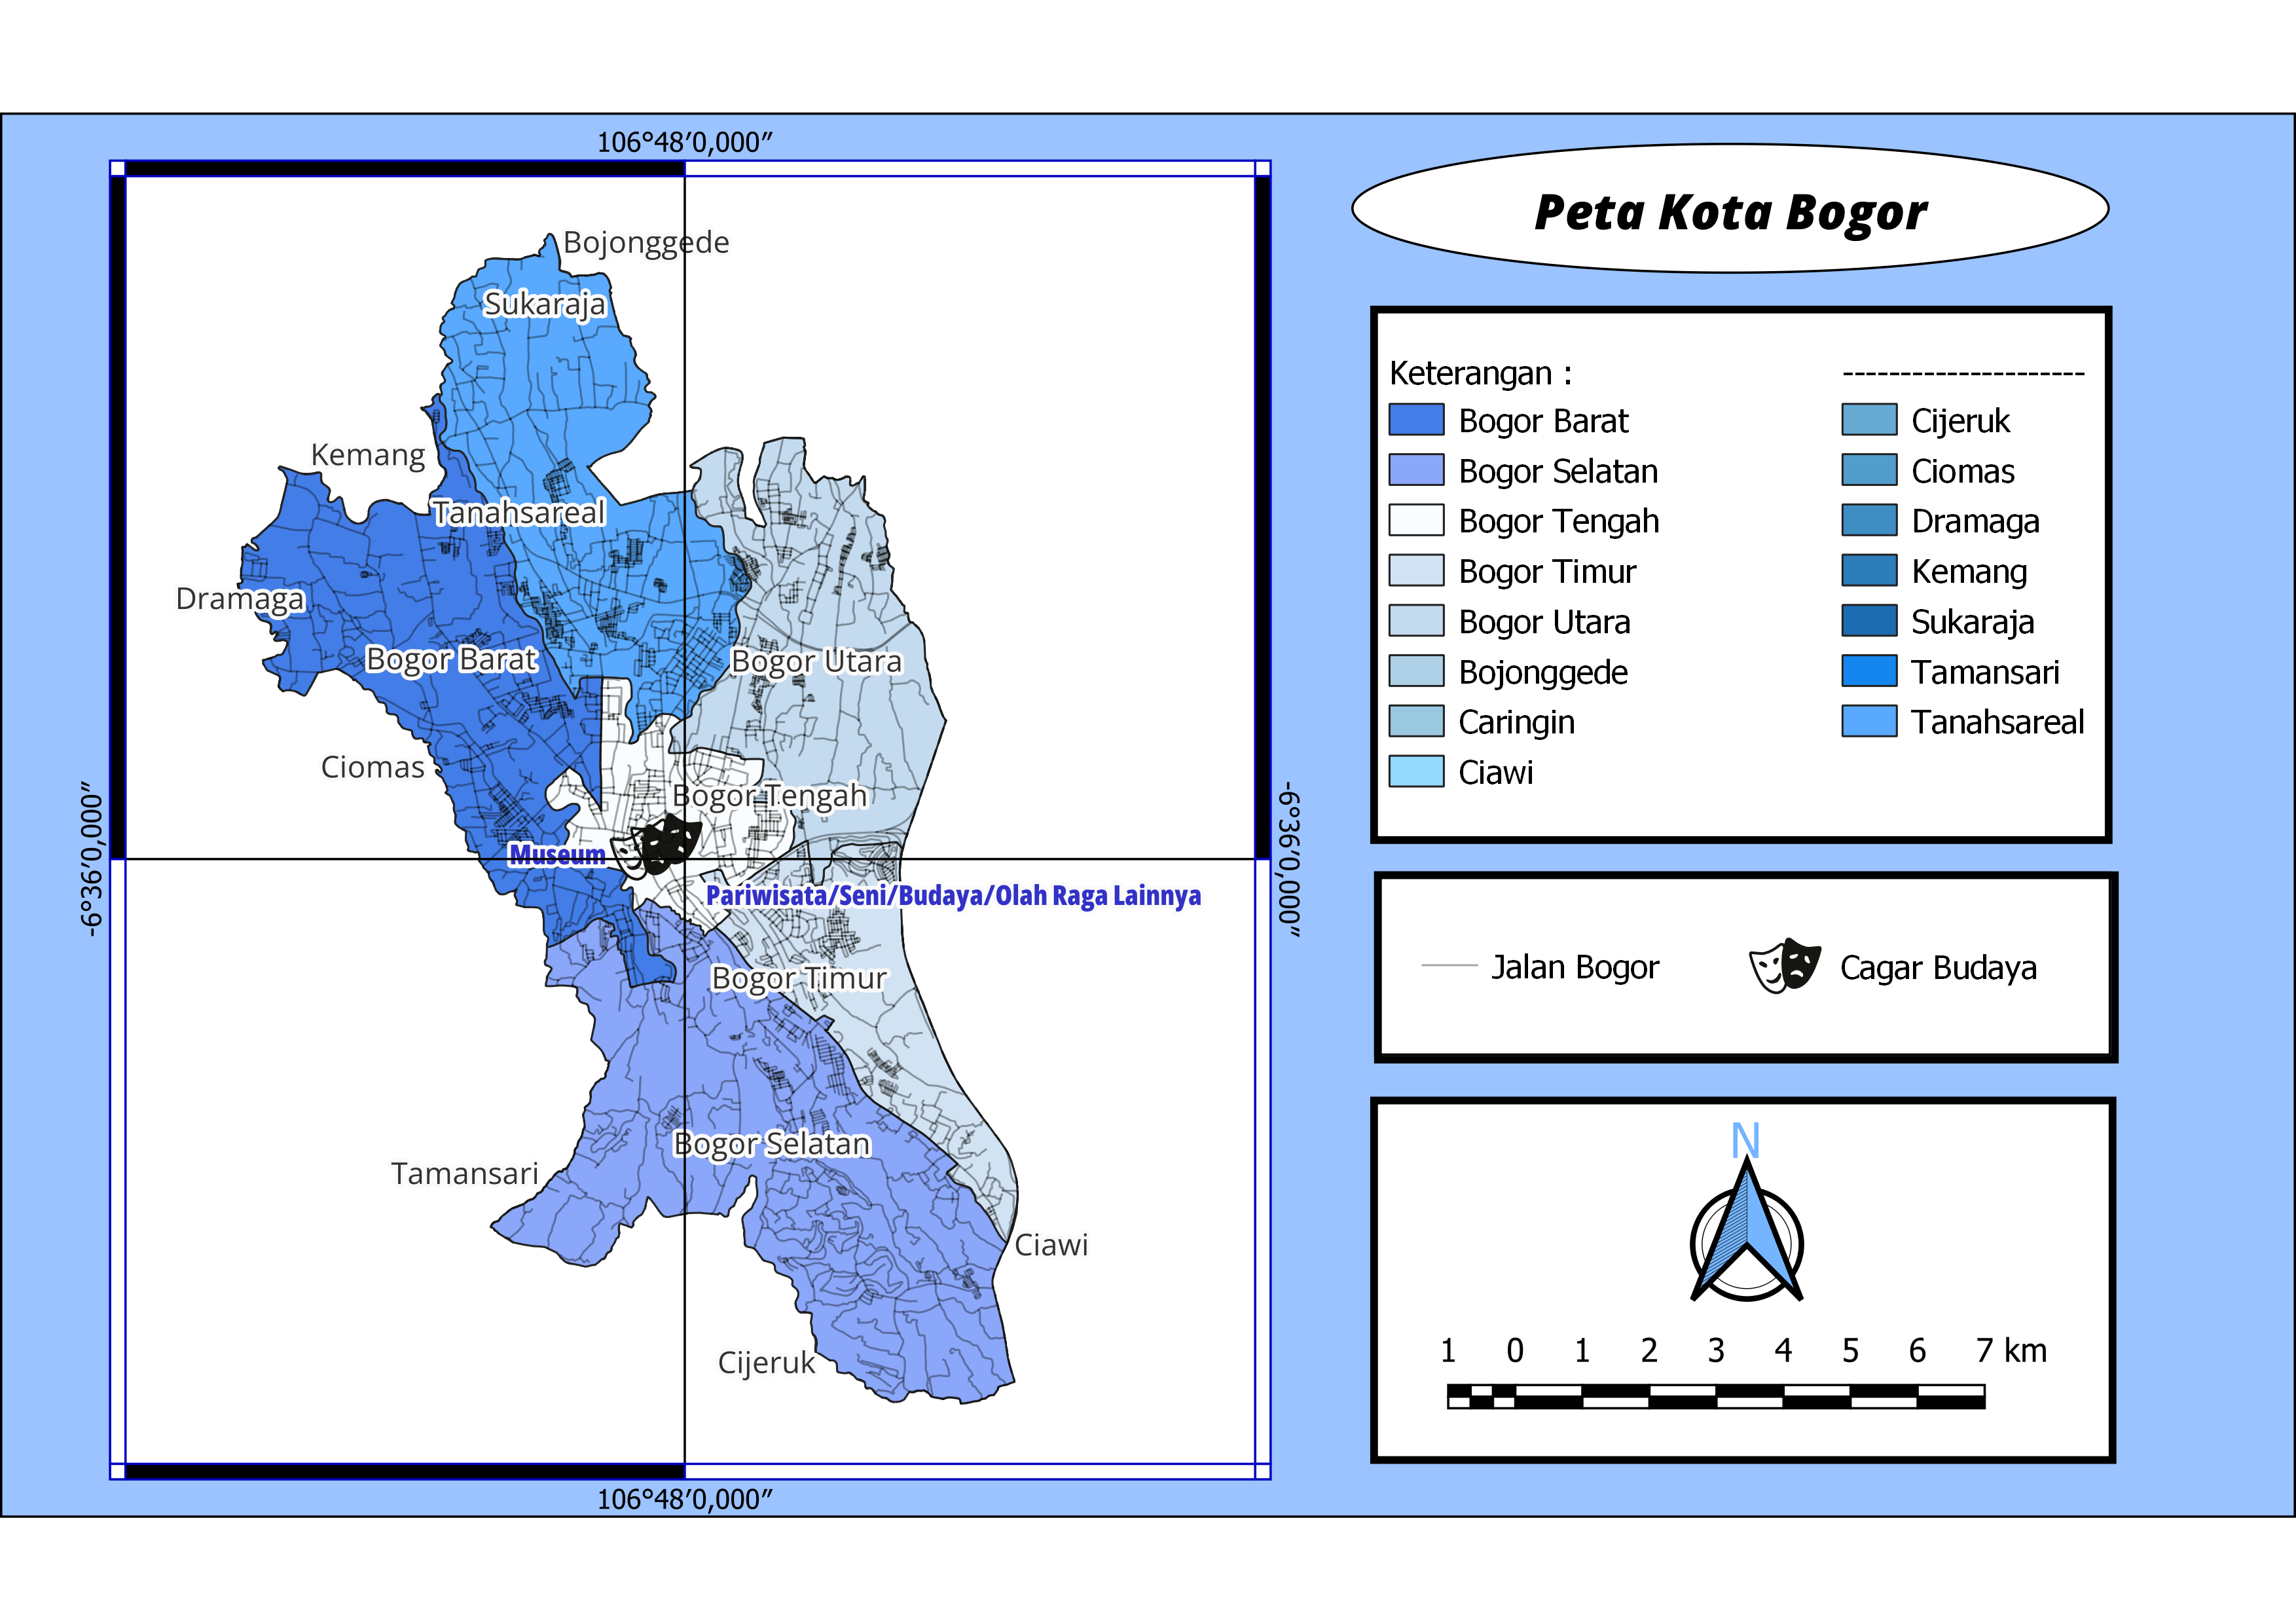 106°48'0,000"
Peta Kota Bogor
Bojonggede
Sukaraja
Kemang
Tanahsareal
Dramaga
Bogor Barat
Bogor Utara
Ciomas
Bogor Tengah
-6°36'0,000"
-6°36'0,000"
Museum
Pariwisata/Seni/Budaya/Olah Raga Lainnya
Bogor Timur
Bogor Selatan
Tamansari
Ciawi
Cijeruk
106°48'0,000"
Keterangan :
Bogor Barat
Bogor Selatan
Bogor Tengah
Bogor Timur
Bogor Utara
Bojonggede
Caringin
Ciawi
---------------------
Cijeruk
Ciomas
Dramaga
Kemang
Sukaraja
Tamansari
Tanahsareal
Jalan Bogor
Cagar Budaya
N
1 0 1 2 3 4 5 6 7 km